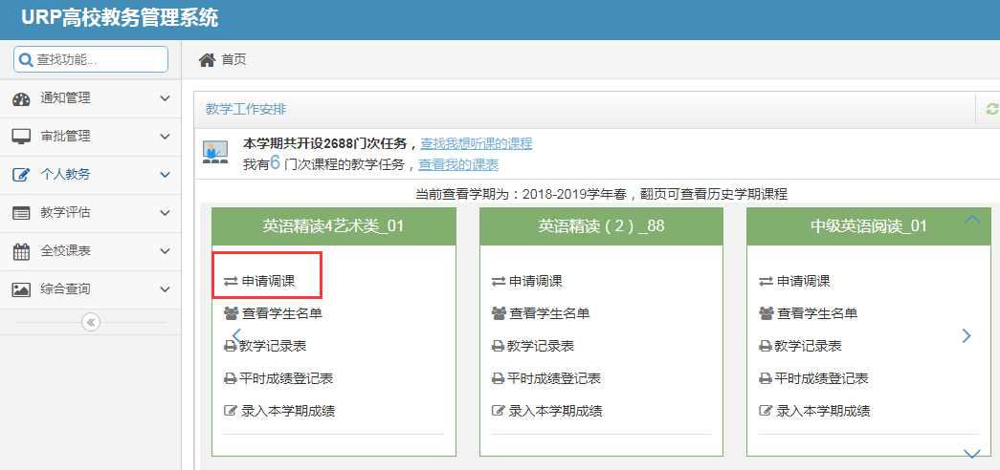 URP高校教务管理系统
查找功能...
首页
通知管理
审批管理
个人教务
教学评估
全校课表
综合查询
教学工作安排
本学期共开设2688门次任务，查找我想听课的课程
我有6 门次课程的教学任务，查看我的课表
当前查看学期为：2018-2019学年春，翻页可查看历史学期课程
英语精读4艺术类_01
申请调课
查看学生名单
教学记录表
平时成绩登记表
录入本学期成绩
英语精读（2）_88
申请调课
查看学生名单
教学记录表
平时成绩登记表
录入本学期成绩
中级英语阅读_01
申请调课
查看学生名单
教学记录表
平时成绩登记表
录入本学期成绩